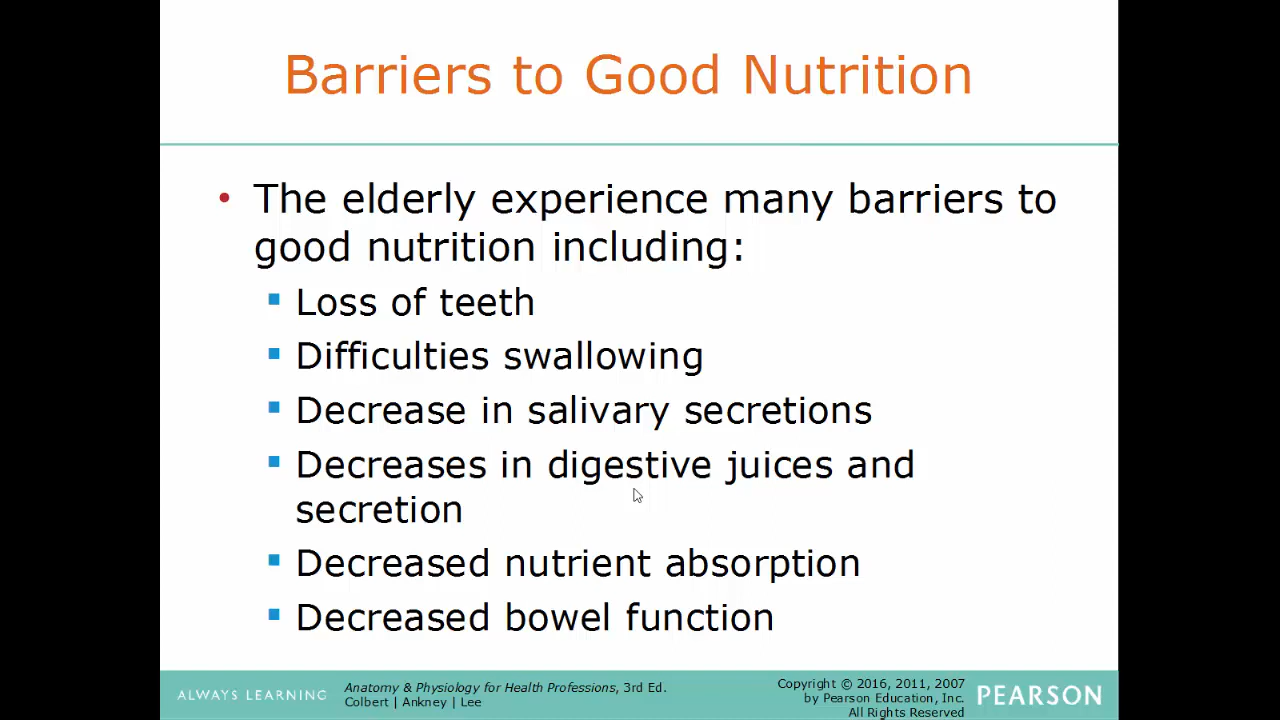 Barriers to Good Nutrition
• The elderly experience many barriers to
good nutrition including:
▪ Loss of teeth
▪ Difficulties swallowing
▪ Decrease in salivary secretions
▪ Decreases in digestive juices and
secretion
▪ Decreased nutrient absorption
▪ Decreased bowel function
ALWAYS LEARNING
Anatomy & Physiology for Health Professions, 3rd Ed.
Colbert | Ankney | Lee
Copyright © 2016, 2011, 2007
by Pearson Education, Inc.
All Rights Reserved
PEARSON